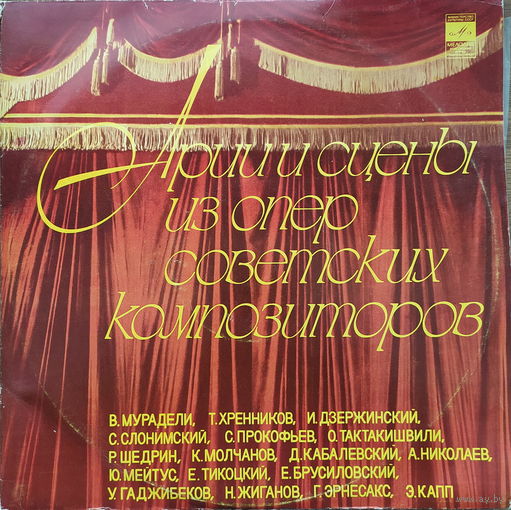 МЕЛОДИЯ
Арии и сцены
из опер
советских
композиторов
В. МУРАДЕЛИ, Т. ХРЕННИКОВ, И. ДЗЕРЖИНСКИЙ,
С. СЛОНИМСКИЙ, С. ПРОКОФЬЕВ, О. ТАКТАКИШВИЛИ,
Р. ЩЕДРИН, К. МОЛЧАНОВ, Д. КАБАЛЕВСКИЙ, А. НИКОЛАЕВ,
Ю. МЕЙТУС, Е. ТИКОЦКИЙ, Е. БРУСИЛОВСКИЙ,
У. ГАДЖИБЕКОВ, Н. ЖИГАНОВ, Г. ЭРНЕСАКС, Э. КАПП